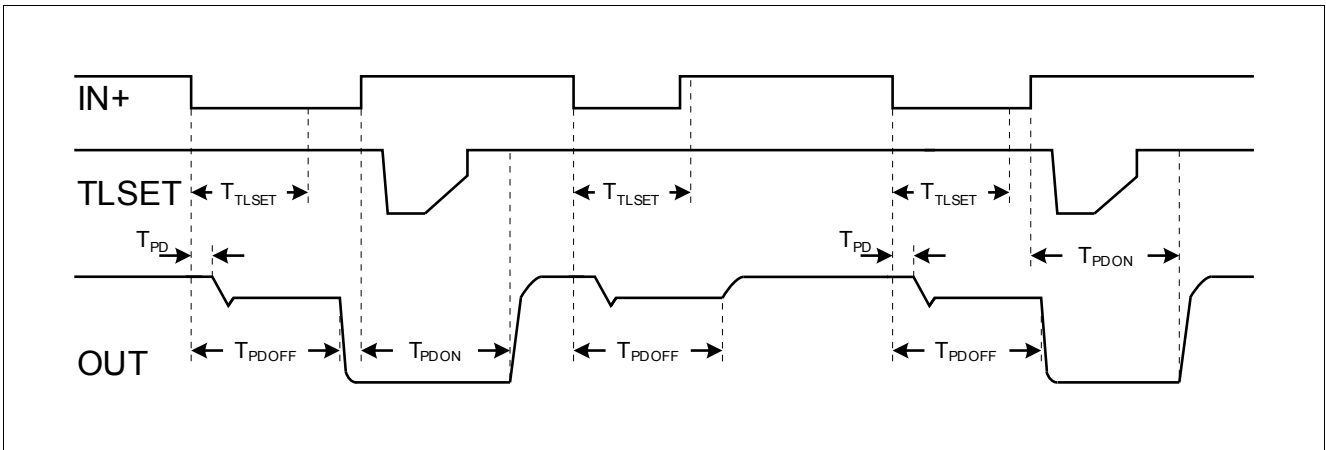 IN+
TLSET
T_TLSET
T_TLSET
T_TLSET
T_PD
T_PD
T_PDON
OUT
T_PDOFF
T_PDON
T_PDOFF
T_PDOFF